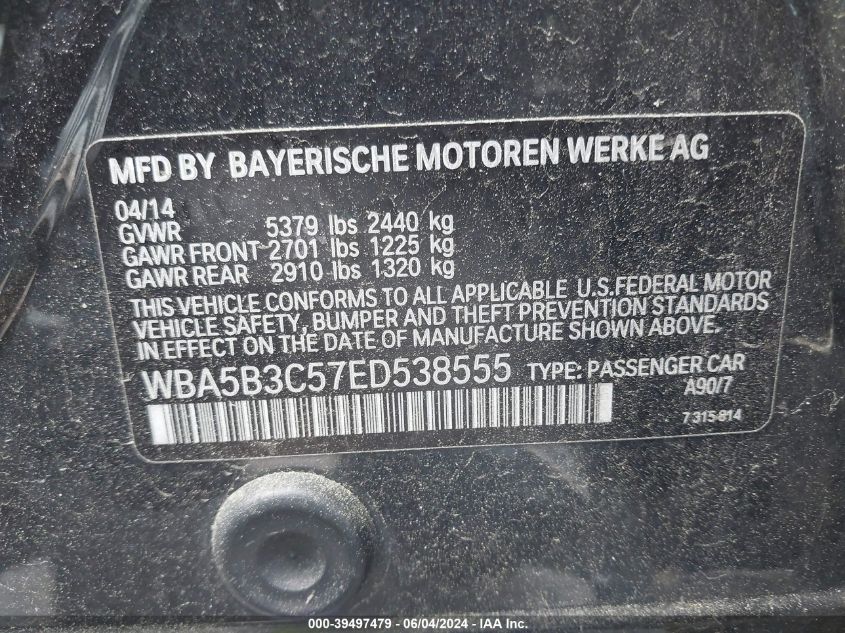 MFD BY BAYERISCHE MOTOREN WERKE AG
04/14
GVWR 5379 lbs 2440 kg
GAWR FRONT 2701 lbs 1225 kg
GAWR REAR 2910 lbs 1320 kg
THIS VEHICLE CONFORMS TO ALL APPLICABLE U.S.FEDERAL MOTOR
VEHICLE SAFETY, BUMPER AND THEFT PREVENTION STANDARDS
IN EFFECT ON THE DATE OF MANUFACTURE SHOWN ABOVE.
WBA5B3C57ED538555 TYPE: PASSENGER CAR
A90/7
7 315-814
000-39497479 - 06/04/2024 - IAA Inc.